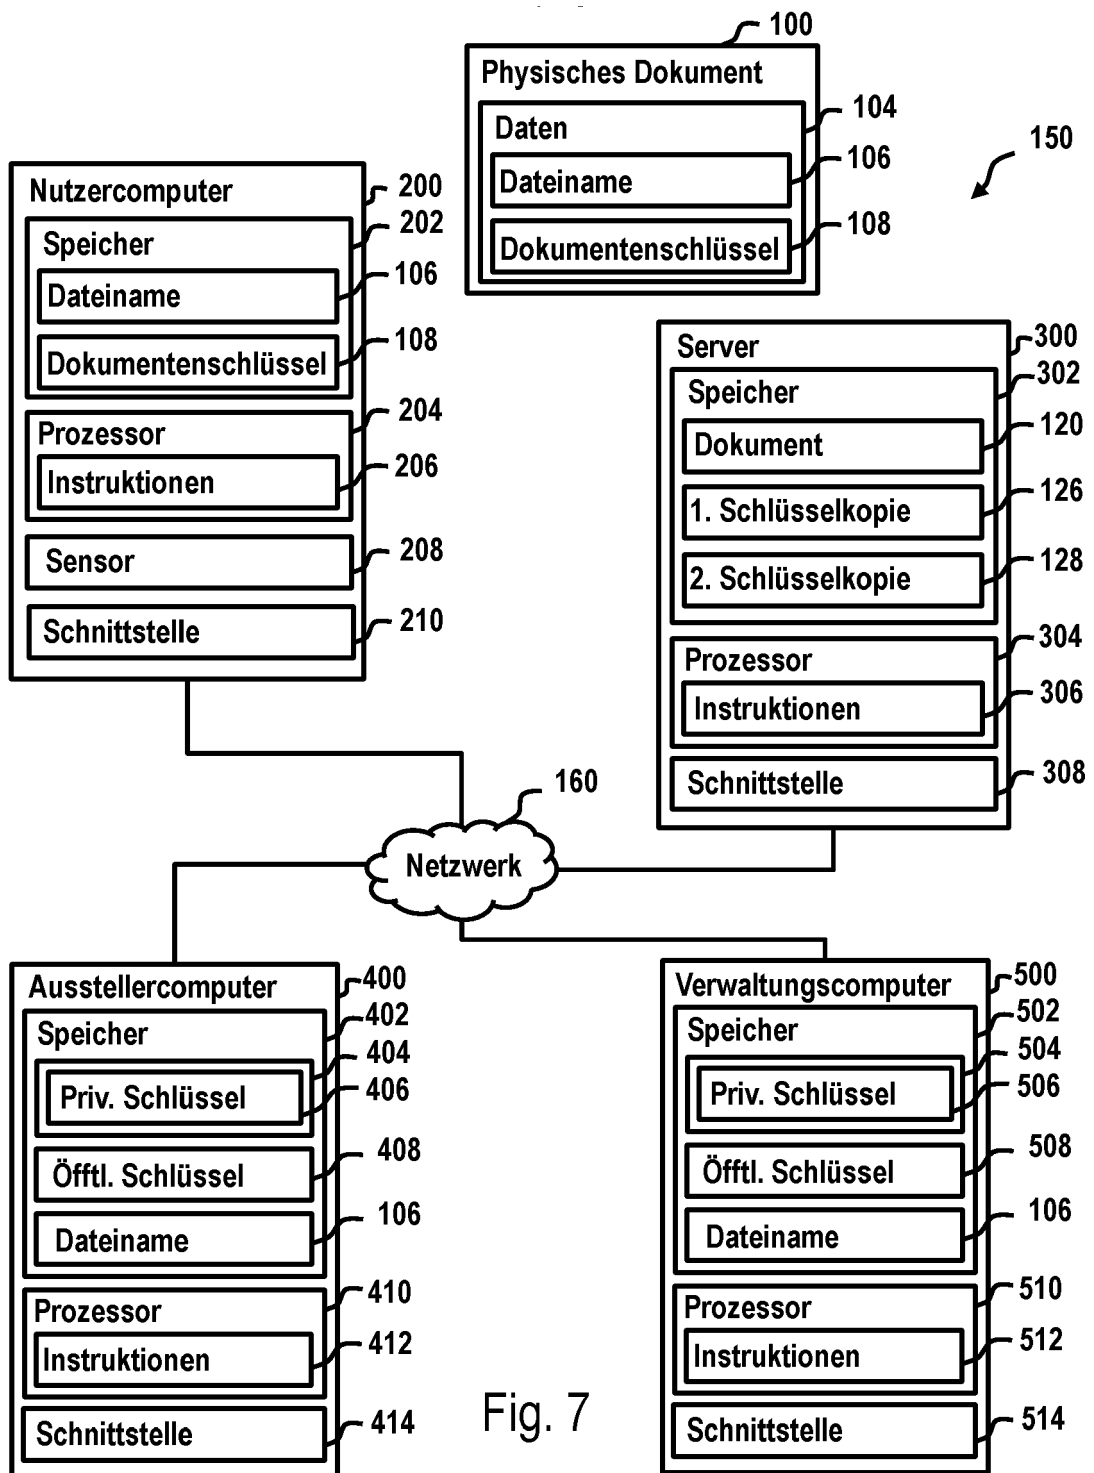 100
Physisches Dokument
104
Daten
106
Dateiname
108
Dokumentenschlüssel
150
Nutzercomputer
200
202
Speicher
106
Dateiname
108
Dokumentenschlüssel
204
Prozessor
206
Instruktionen
208
Sensor
210
Schnittstelle
300
Server
302
Speicher
120
Dokument
126
1. Schlüsselkopie
128
2. Schlüsselkopie
304
Prozessor
306
Instruktionen
308
Schnittstelle
160
Netzwerk
400
Ausstellercomputer
402
Speicher
404
406
Priv. Schlüssel
408
Öfftl. Schlüssel
106
Dateiname
410
Prozessor
412
Instruktionen
414
Schnittstelle
500
Verwaltungscomputer
502
Speicher
504
506
Priv. Schlüssel
508
Öfftl. Schlüssel
106
Dateiname
510
Prozessor
512
Instruktionen
514
Schnittstelle
Fig. 7